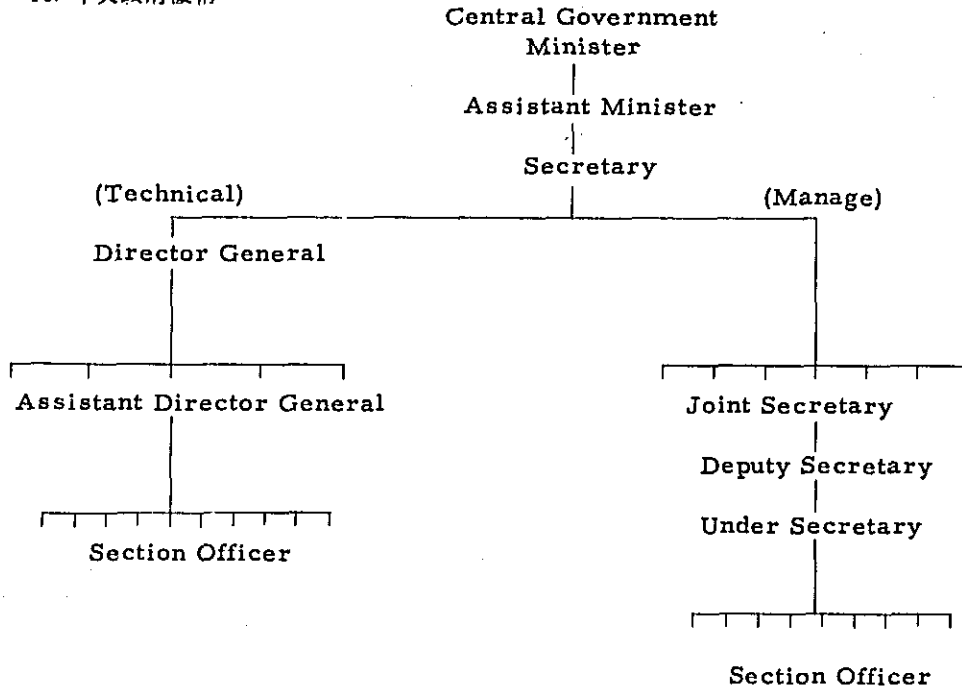 Central Government
Minister
Assistant Minister
Secretary
(Technical)
(Manage)
Director General
Assistant Director General
Section Officer
Joint Secretary
Deputy Secretary
Under Secretary
Section Officer